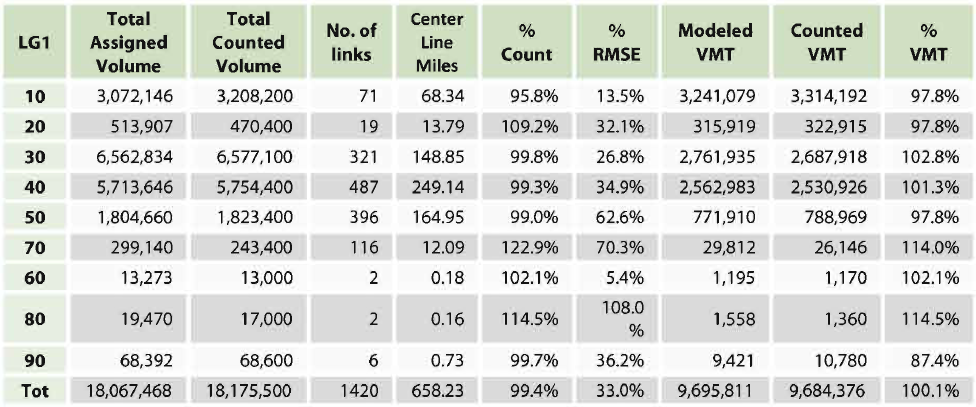 LG1 Total Assigned Volume Total Counted Volume No. of links Center Line Miles % Count % RMSE Modeled VMT Counted VMT % VMT
10 3,072,146 3,208,200 71 68.34 95.8% 13.5% 3,241,079 3,314,192 97.8%
20 513,907 470,400 19 13.79 109.2% 32.1% 315,919 322,915 97.8%
30 6,562,834 6,577,100 321 148.85 99.8% 26.8% 2,761,935 2,687,918 102.8%
40 5,713,646 5,754,400 487 249.14 99.3% 34.9% 2,562,983 2,530,926 101.3%
50 1,804,660 1,823,400 396 164.95 99.0% 62.6% 771,910 788,969 97.8%
70 299,140 243,400 116 12.09 122.9% 70.3% 29,812 26,146 114.0%
60 13,273 13,000 2 0.18 102.1% 5.4% 1,195 1,170 102.1%
80 19,470 17,000 2 0.16 114.5% 108.0 % 1,558 1,360 114.5%
90 68,392 68,600 6 0.73 99.7% 36.2% 9,421 10,780 87.4%
Tot 18,067,468 18,175,500 1420 658.23 99.4% 33.0% 9,695,811 9,684,376 100.1%